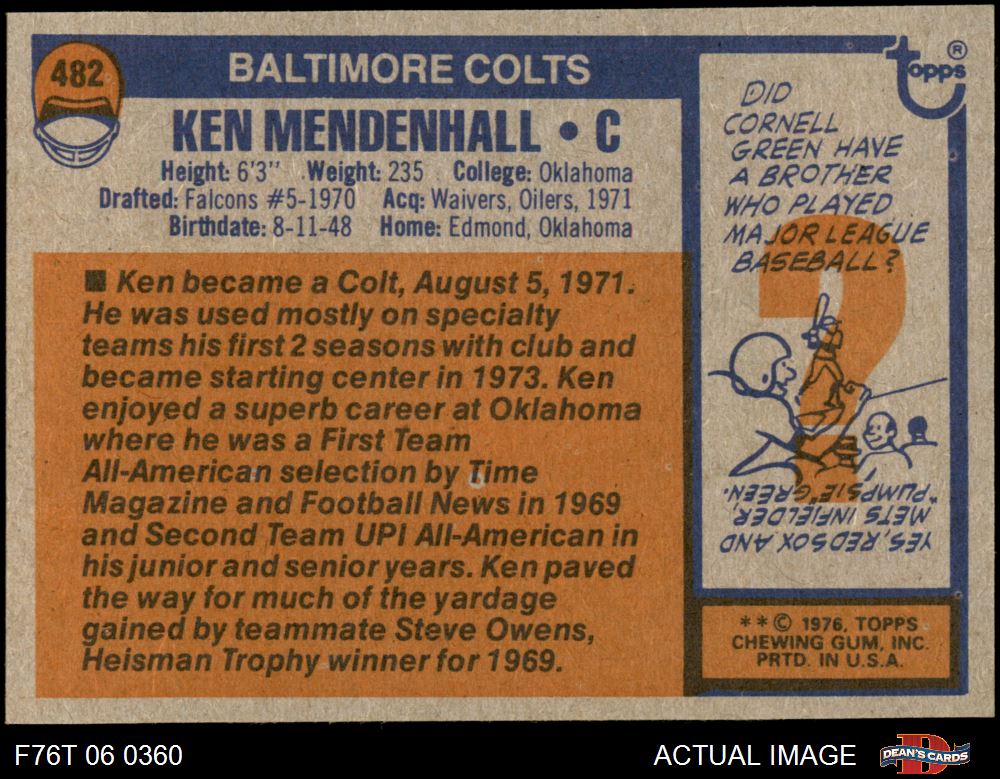 482
BALTIMORE COLTS
KEN MENDENHALL • C
Height: 6'3" Weight: 235 College: Oklahoma
Drafted: Falcons #5-1970 Acq: Waivers, Oilers, 1971
Birthdate: 8-11-48 Home: Edmond, Oklahoma
■ Ken became a Colt, August 5, 1971.
He was used mostly on specialty
teams his first 2 seasons with club and
became starting center in 1973. Ken
enjoyed a superb career at Oklahoma
where he was a First Team
All-American selection by Time
Magazine and Football News in 1969
and Second Team UPI All-American in
his junior and senior years. Ken paved
the way for much of the yardage
gained by teammate Steve Owens,
Heisman Trophy winner for 1969.
Topps ®
DID
CORNELL
GREEN HAVE
A BROTHER
WHO PLAYED
MAJOR LEAGUE
BASEBALL?
?
YES, RED SOX AND
METS INFIELDER
"PUMPSIE" GREEN.
**© 1976, TOPPS
CHEWING GUM, INC.
PRTD. IN U.S.A.
F76T 06 0360
ACTUAL IMAGE
D
DEAN'S CARDS